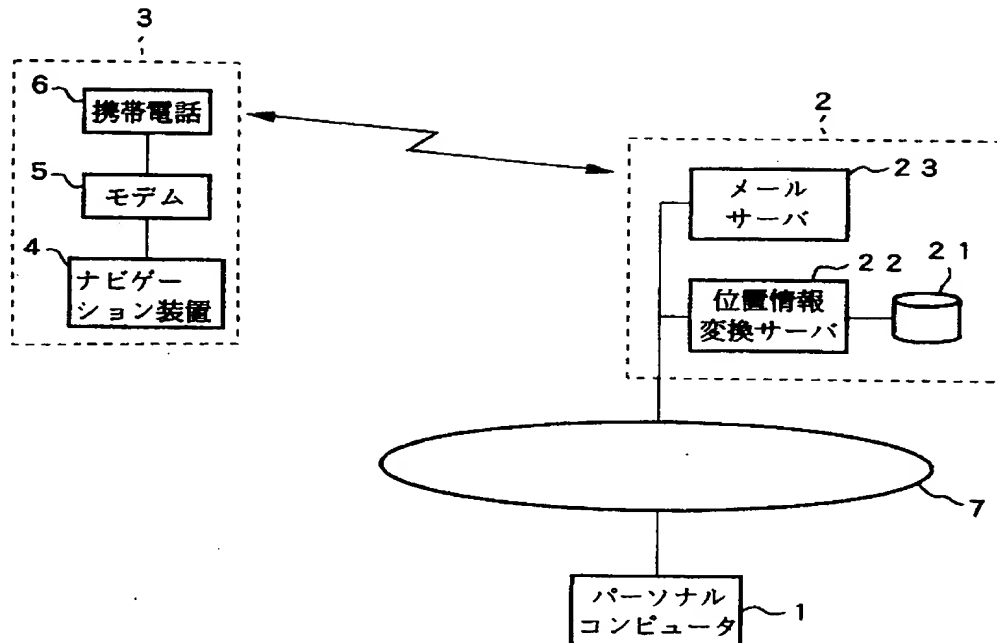 3
6
携帯電話
5
モデム
4
ナビゲー
ション装置
2
23
メール
サーバ
22
21
位置情報
変換サーバ
7
パーソナル
コンピュータ
1